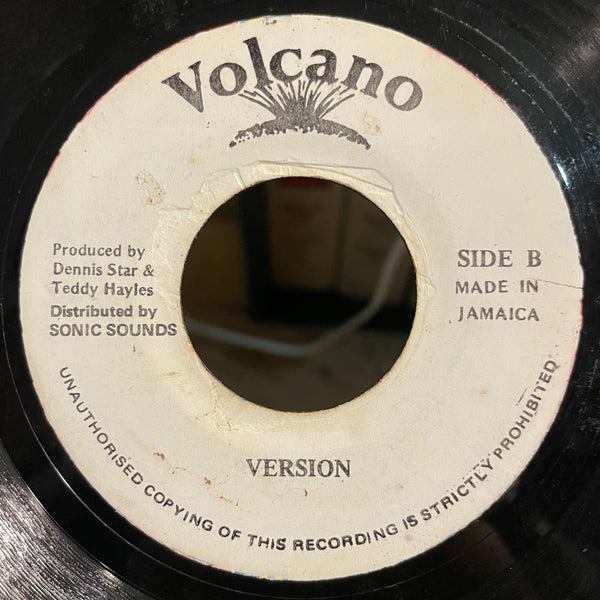 Volcano
Produced by
Dennis Star &
Teddy Hayles
Distributed by
SONIC SOUNDS
SIDE B
MADE IN
JAMAICA
VERSION
UNAUTHORISED COPYING OF THIS RECORDING IS STRICTLY PROHIBITED